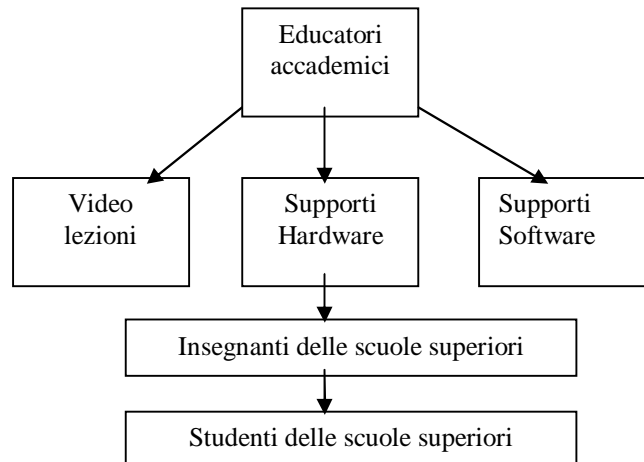 Educatori
accademici
Video
lezioni
Supporti
Hardware
Supporti
Software
Insegnanti delle scuole superiori
Studenti delle scuole superiori